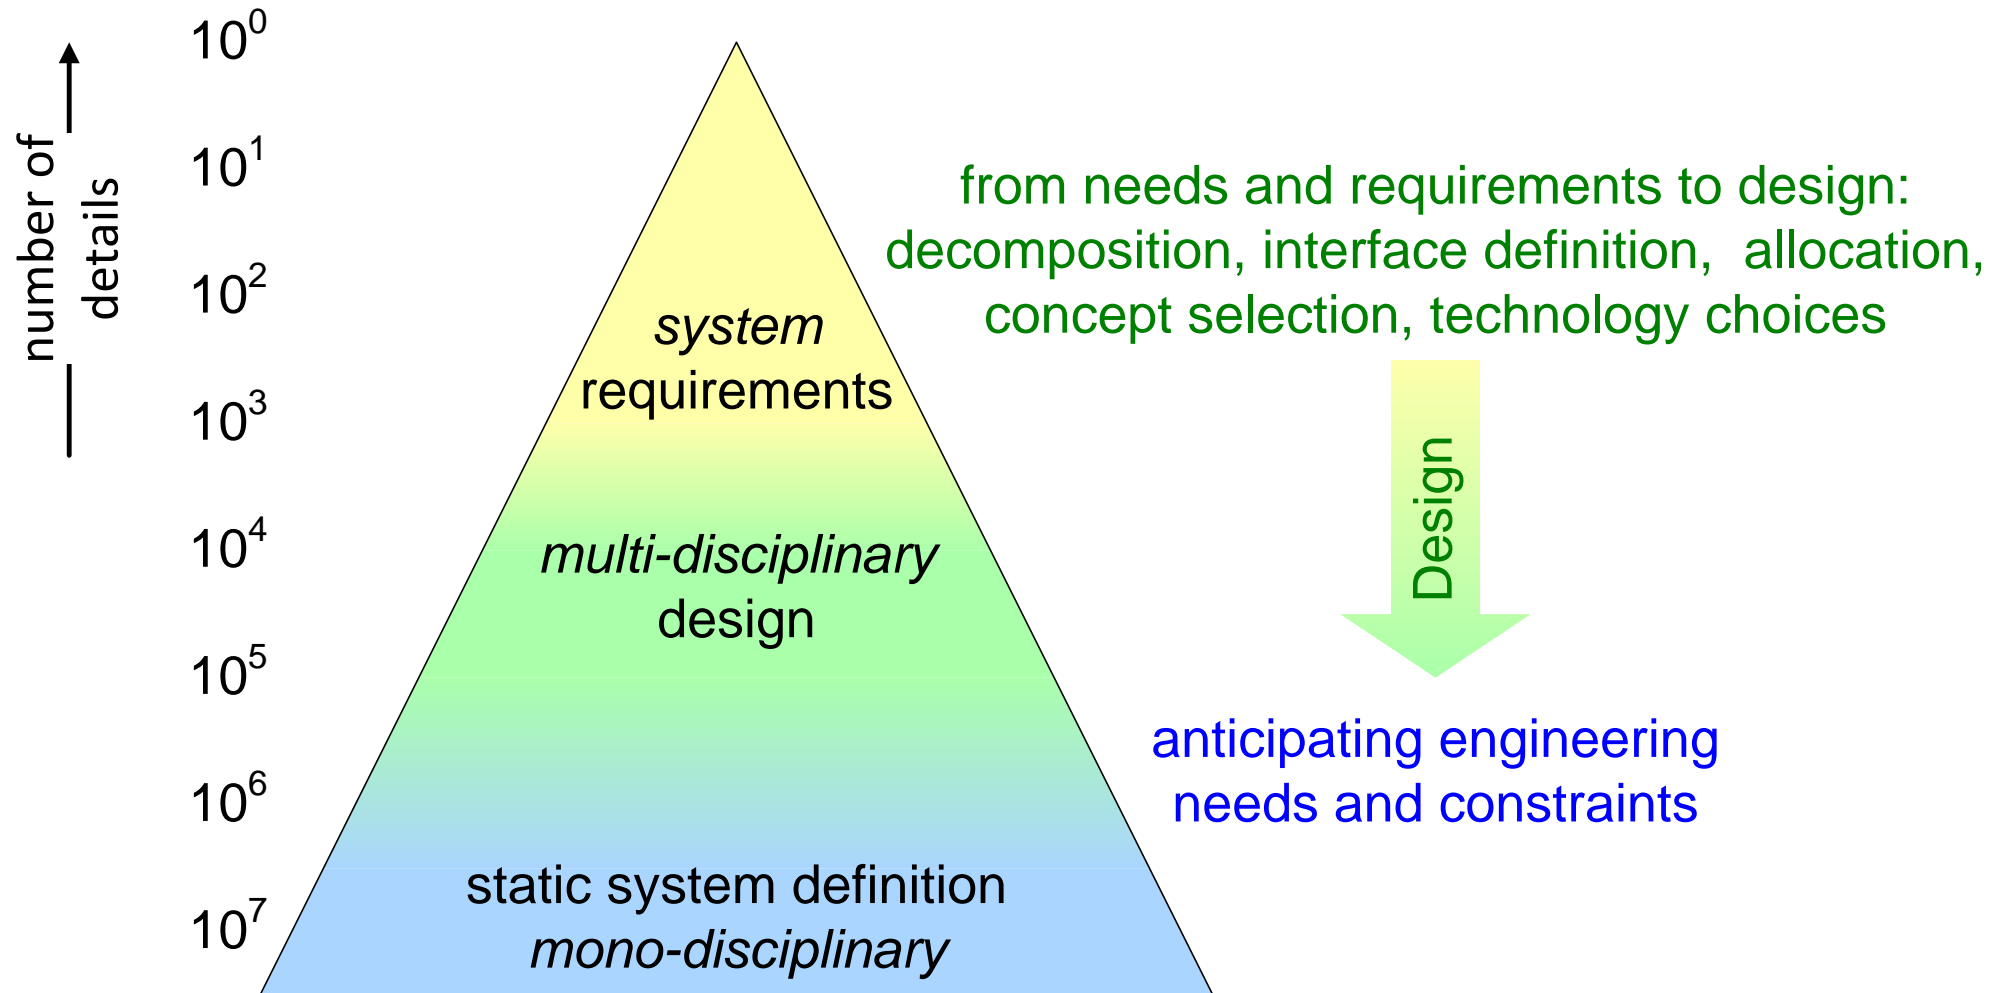 number of
details
10^0
10^1
10^2
10^3
10^4
10^5
10^6
10^7
system
requirements
multi-disciplinary
design
static system definition
mono-disciplinary
from needs and requirements to design:
decomposition, interface definition,  allocation,
concept selection, technology choices
Design
anticipating engineering
needs and constraints